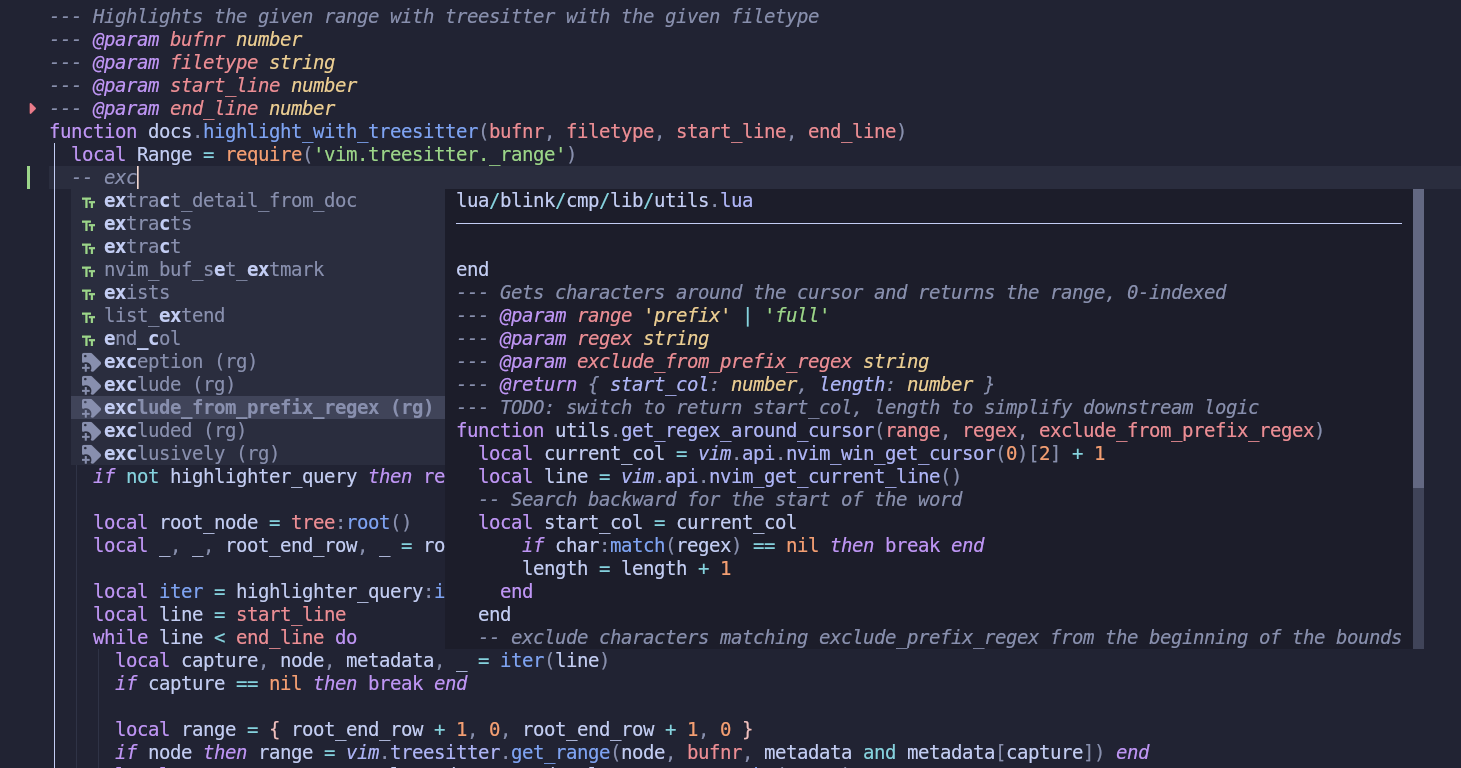 --- Highlights the given range with treesitter with the given filetype
--- @param bufnr number
--- @param filetype string
--- @param start_line number
--- @param end_line number
function docs.highlight_with_treesitter(bufnr, filetype, start_line, end_line)
local Range = require('vim.treesitter._range')
-- exc
extract_detail_from_doc
extracts
extract
nvim_buf_set_extmark
exists
list_extend
end_col
exception (rg)
exclude (rg)
exclude_from_prefix_regex (rg)
excluded (rg)
exclusively (rg)
lua/blink/cmp/lib/utils.lua
end
--- Gets characters around the cursor and returns the range, 0-indexed
--- @param range 'prefix' | 'full'
--- @param regex string
--- @param exclude_from_prefix_regex string
--- @return { start_col: number, length: number }
--- TODO: switch to return start_col, length to simplify downstream logic
function utils.get_regex_around_cursor(range, regex, exclude_from_prefix_regex)
local current_col = vim.api.nvim_win_get_cursor(0)[2] + 1
local line = vim.api.nvim_get_current_line()
-- Search backward for the start of the word
local start_col = current_col
if char:match(regex) == nil then break end
length = length + 1
end
end
-- exclude characters matching exclude_prefix_regex from the beginning of the bounds
if not highlighter_query then re
local root_node = tree:root()
local _, _, root_end_row, _ = ro
local iter = highlighter_query:i
local line = start_line
while line < end_line do
local capture, node, metadata, _ = iter(line)
if capture == nil then break end
local range = { root_end_row + 1, 0, root_end_row + 1, 0 }
if node then range = vim.treesitter.get_range(node, bufnr, metadata and metadata[capture]) end